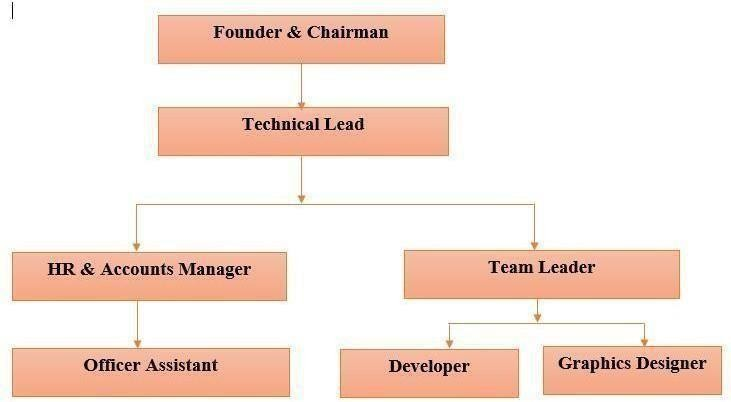 Founder & Chairman
Technical Lead
HR & Accounts Manager
Team Leader
Officer Assistant
Developer
Graphics Designer